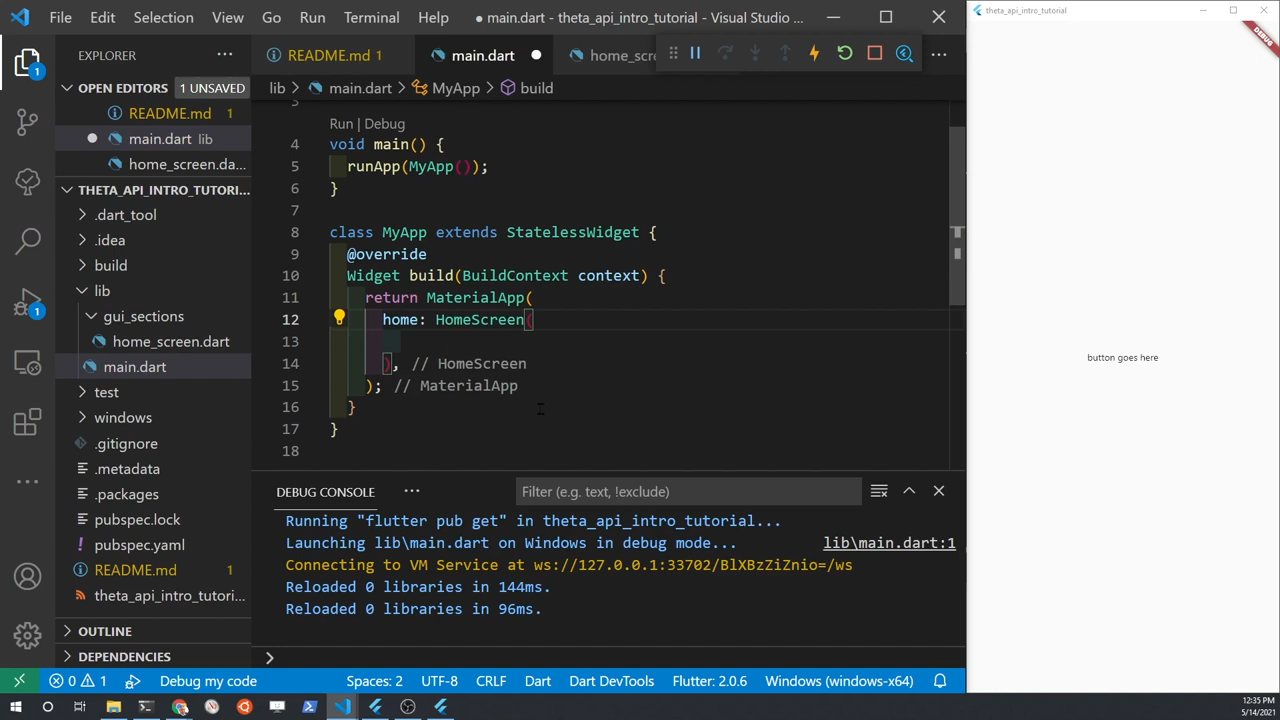 File Edit Selection View Go Run Terminal Help ● main.dart - theta_api_intro_tutorial - Visual Studio ...
theta_api_intro_tutorial
DEBUG
EXPLORER
README.md 1 main.dart home_scre
OPEN EDITORS 1 UNSAVED
README.md 1
main.dart lib
home_screen.da...
THETA_API_INTRO_TUTORI...
.dart_tool
.idea
build
lib
gui_sections
home_screen.dart
main.dart
test
windows
.gitignore
.metadata
.packages
pubspec.lock
pubspec.yaml
README.md 1
theta_api_intro_tutori...
OUTLINE
DEPENDENCIES
1
1
lib > main.dart > MyApp > build
3
Run | Debug
4 void main() {
5 runApp(MyApp());
6 }
7
8 class MyApp extends StatelessWidget {
9 @override
10 Widget build(BuildContext context) {
11 return MaterialApp(
12 home: HomeScreen(
13
14 ), // HomeScreen
15 ); // MaterialApp
16 }
17 }
18
DEBUG CONSOLE ... Filter (e.g. text, !exclude)
Running "flutter pub get" in theta_api_intro_tutorial...
Launching lib\main.dart on Windows in debug mode... lib\main.dart:1
Connecting to VM Service at ws://127.0.0.1:33702/BlXBzZiZnio=/ws
Reloaded 0 libraries in 144ms.
Reloaded 0 libraries in 96ms.
>
button goes here
0 1 Debug my code Spaces: 2 UTF-8 CRLF Dart Dart DevTools Flutter: 2.0.6 Windows (windows-x64)
12:35 PM
5/14/2021